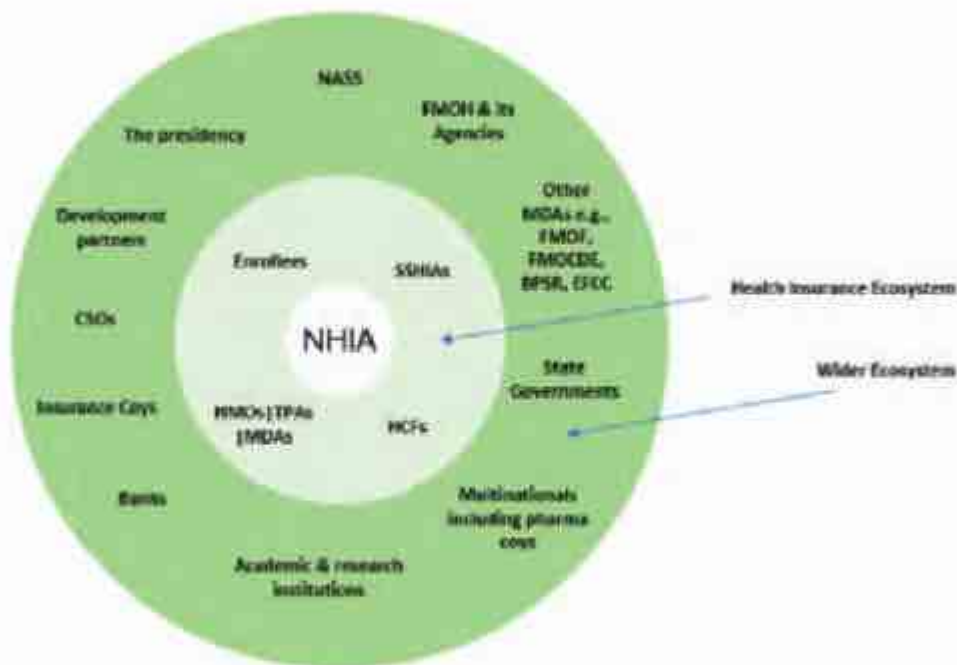 NASS
FMOH & its
Agencies
The presidency
Other
MDAs e.g.,
FMOF,
FMOCDE,
BPSR, EFCC
Development
partners
Enrollees
SSHIAs
Health Insurance Ecosystem
CSOs
NHIA
State
Governments
Wider Ecosystem
Insurance Coys
HMOs|TPAs
|MDAs
HCFs
Banks
Multinationals
including pharma
coys
Academic & research
institutions